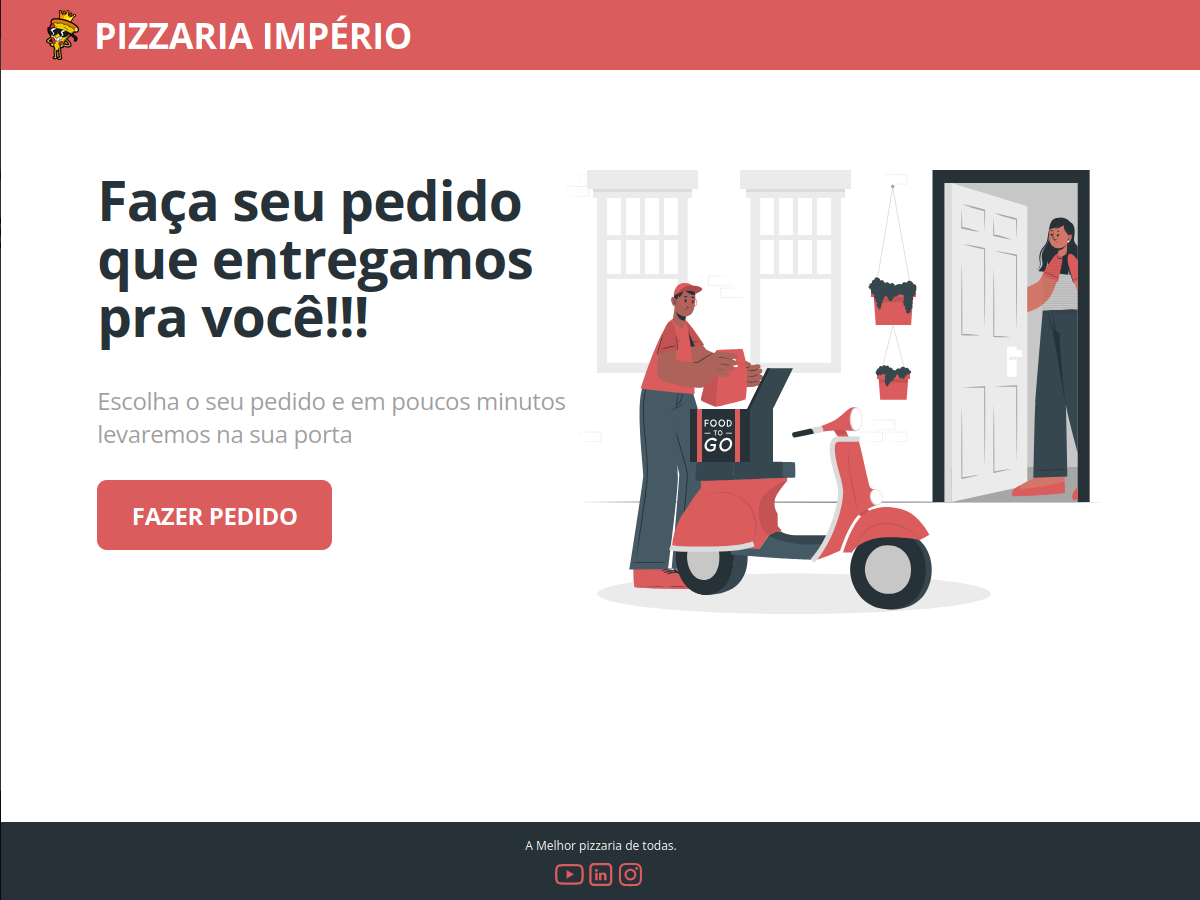 PIZZARIA IMPÉRIO
Faça seu pedido
que entregamos
pra você!!!
Escolha o seu pedido e em poucos minutos
levaremos na sua porta
FAZER PEDIDO
FOOD
TO
GO
A Melhor pizzaria de todas.
in